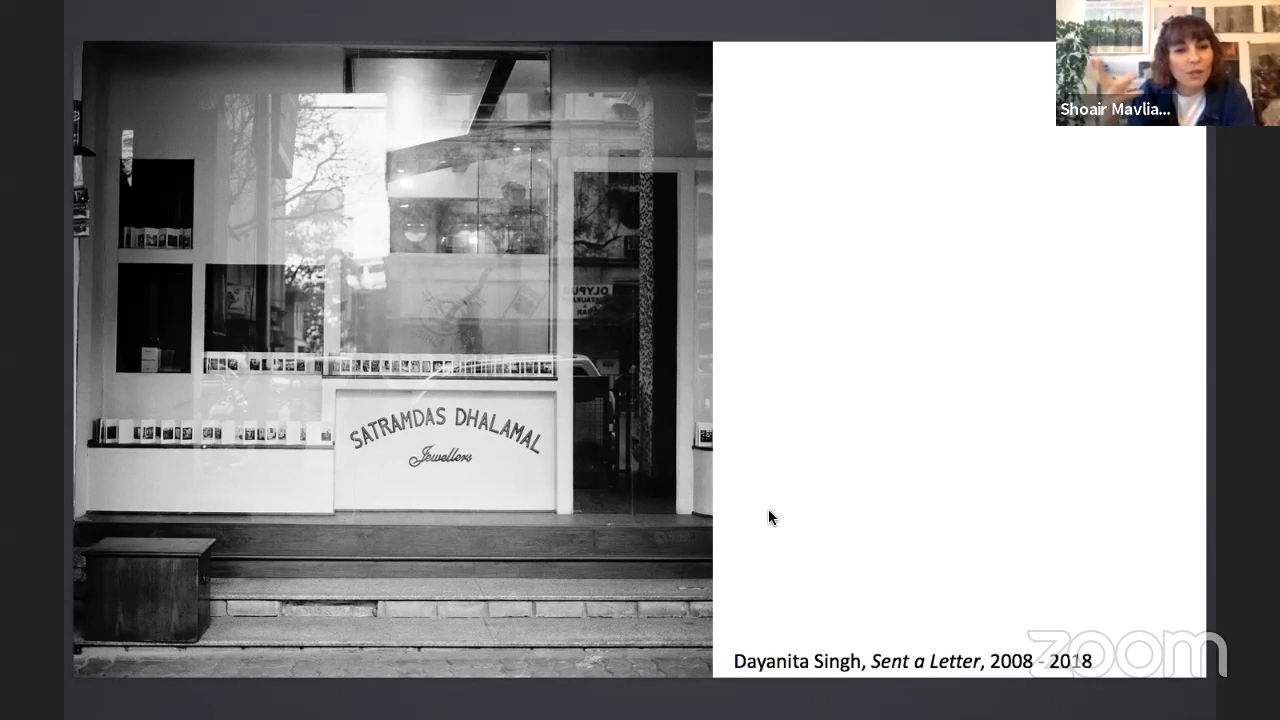 Shoair Mavlia...
SATRAMDAS DHALAMAL
Jewellers
Dayanita Singh, Sent a Letter, 2008 - 2018
zoom